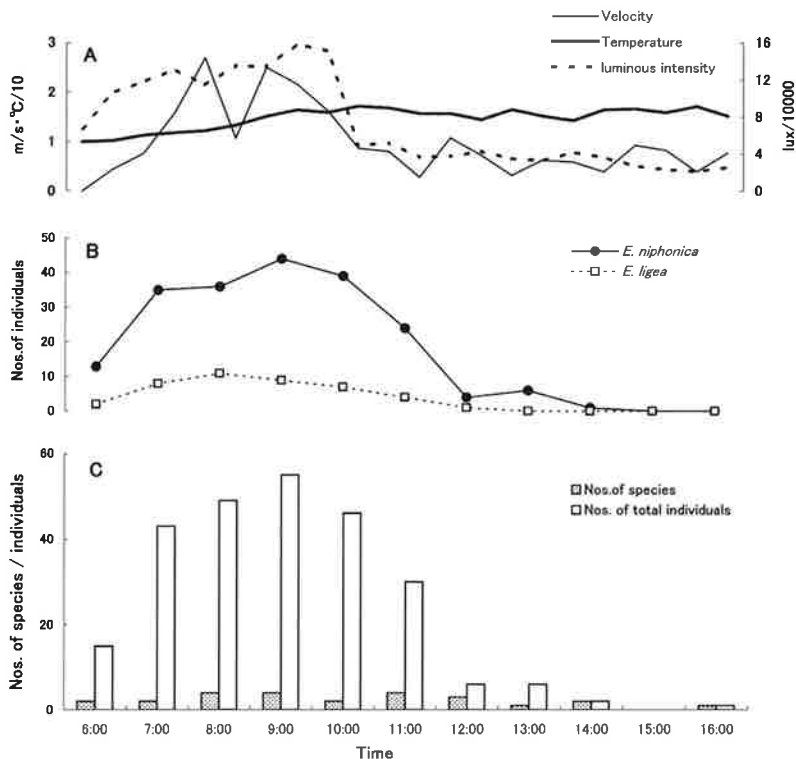 Velocity
Temperature
luminous intensity
A
3
2
1
0
m/s・℃/10
16
12
8
4
0
lux/10000
B
50
40
30
20
10
0
Nos.of individuals
E. niphonica
E. ligea
C
60
40
20
0
Nos. of species / individuals
Nos.of species
Nos. of total individuals
6:00 7:00 8:00 9:00 10:00 11:00 12:00 13:00 14:00 15:00 16:00
Time